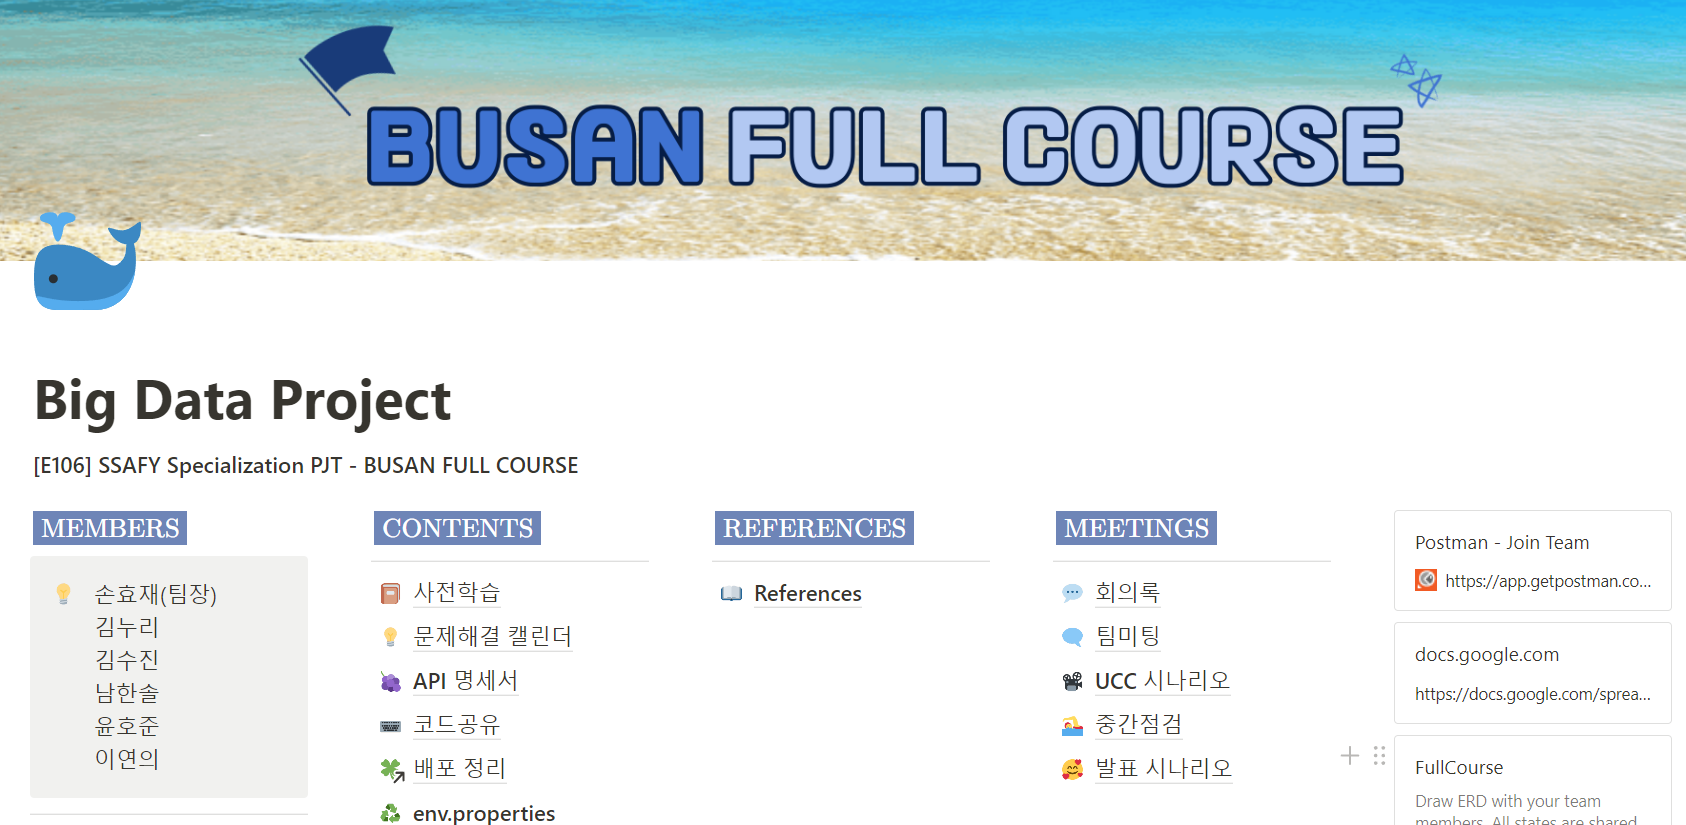 BUSAN FULL COURSE
Big Data Project
[E106] SSAFY Specialization PJT - BUSAN FULL COURSE
MEMBERS
손효재(팀장)
김누리
김수진
남한솔
윤호준
이연의
CONTENTS
사전학습
문제해결 캘린더
API 명세서
코드공유
배포 정리
env.properties
REFERENCES
References
MEETINGS
회의록
팀미팅
UCC 시나리오
중간점검
발표 시나리오
Postman - Join Team
https://app.getpostman.co...
docs.google.com
https://docs.google.com/sprea...
FullCourse
Draw ERD with your team
members. All states are shared